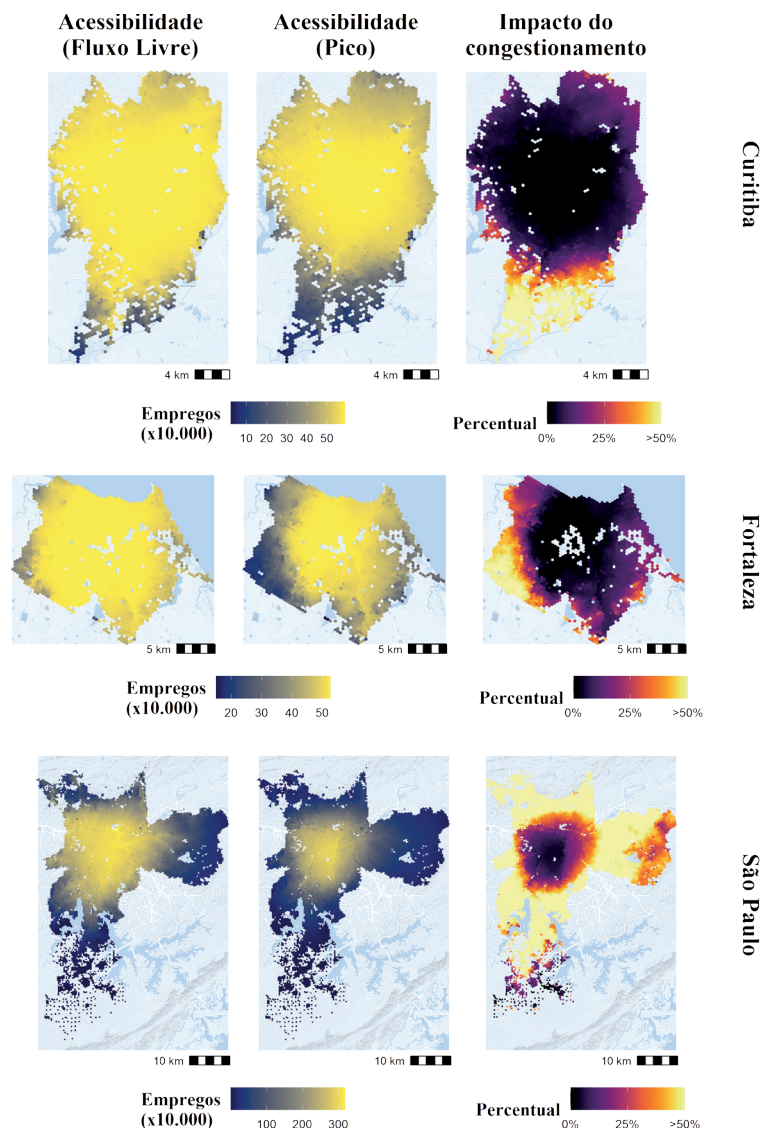 Acessibilidade
(Fluxo Livre)
Acessibilidade
(Pico)
Impacto do
congestionamento
Curitiba
4 km
4 km
4 km
Empregos
(x10.000)
10 20 30 40 50
Percentual
0% 25% >50%
Fortaleza
5 km
5 km
5 km
Empregos
(x10.000)
20 30 40 50
Percentual
0% 25% >50%
São Paulo
10 km
10 km
10 km
Empregos
(x10.000)
100 200 300
Percentual
0% 25% >50%